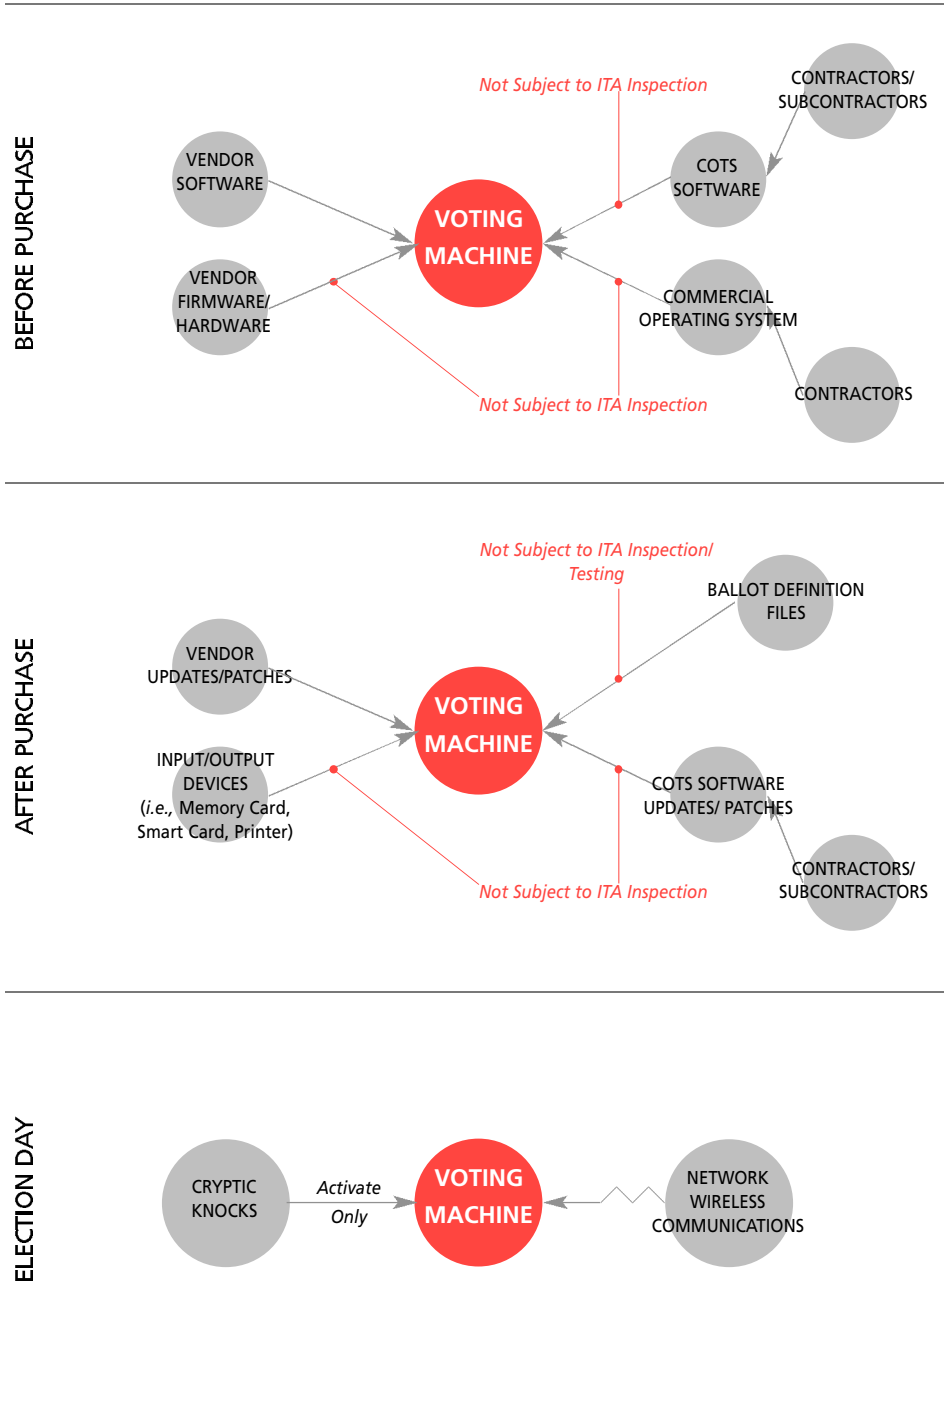 BEFORE PURCHASE
Not Subject to ITA Inspection
CONTRACTORS/
SUBCONTRACTORS
VENDOR
SOFTWARE
COTS
SOFTWARE
VOTING
MACHINE
VENDOR
FIRMWARE/
HARDWARE
COMMERCIAL
OPERATING SYSTEM
CONTRACTORS
Not Subject to ITA Inspection
AFTER PURCHASE
Not Subject to ITA Inspection/
Testing
BALLOT DEFINITION
FILES
VENDOR
UPDATES/PATCHES
VOTING
MACHINE
INPUT/OUTPUT
DEVICES
(i.e., Memory Card,
Smart Card, Printer)
COTS SOFTWARE
UPDATES/ PATCHES
CONTRACTORS/
SUBCONTRACTORS
Not Subject to ITA Inspection
ELECTION DAY
CRYPTIC
KNOCKS
Activate
Only
VOTING
MACHINE
NETWORK
WIRELESS
COMMUNICATIONS